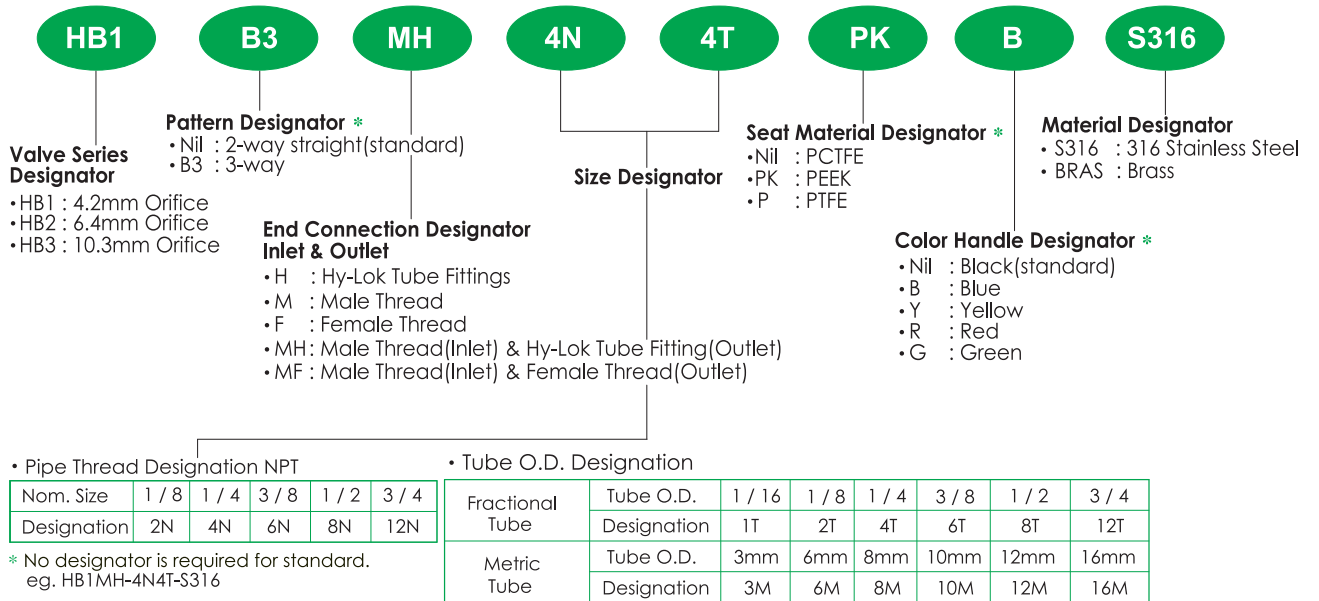 HB1 B3 MH 4N 4T PK B S316
Valve Series
Designator
•HB1 : 4.2mm Orifice
•HB2 : 6.4mm Orifice
•HB3 : 10.3mm Orifice
Pattern Designator *
•Nil : 2-way straight(standard)
•B3 : 3-way
End Connection Designator
Inlet & Outlet
•H : Hy-Lok Tube Fittings
•M : Male Thread
•F : Female Thread
•MH : Male Thread(Inlet) & Hy-Lok Tube Fitting(Outlet)
•MF : Male Thread(Inlet) & Female Thread(Outlet)
Size Designator
Seat Material Designator *
•Nil : PCTFE
•PK : PEEK
•P : PTFE
Color Handle Designator *
•Nil : Black(standard)
•B : Blue
•Y : Yellow
•R : Red
•G : Green
Material Designator
• S316 : 316 Stainless Steel
• BRAS : Brass
• Pipe Thread Designation NPT
Nom. Size 1 / 8 1 / 4 3 / 8 1 / 2 3 / 4
Designation 2N 4N 6N 8N 12N
* No designator is required for standard.
eg. HB1MH-4N4T-S316
• Tube O.D. Designation
Fractional
Tube
Tube O.D. 1 / 16 1 / 8 1 / 4 3 / 8 1 / 2 3 / 4
Designation 1T 2T 4T 6T 8T 12T
Metric
Tube
Tube O.D. 3mm 6mm 8mm 10mm 12mm 16mm
Designation 3M 6M 8M 10M 12M 16M